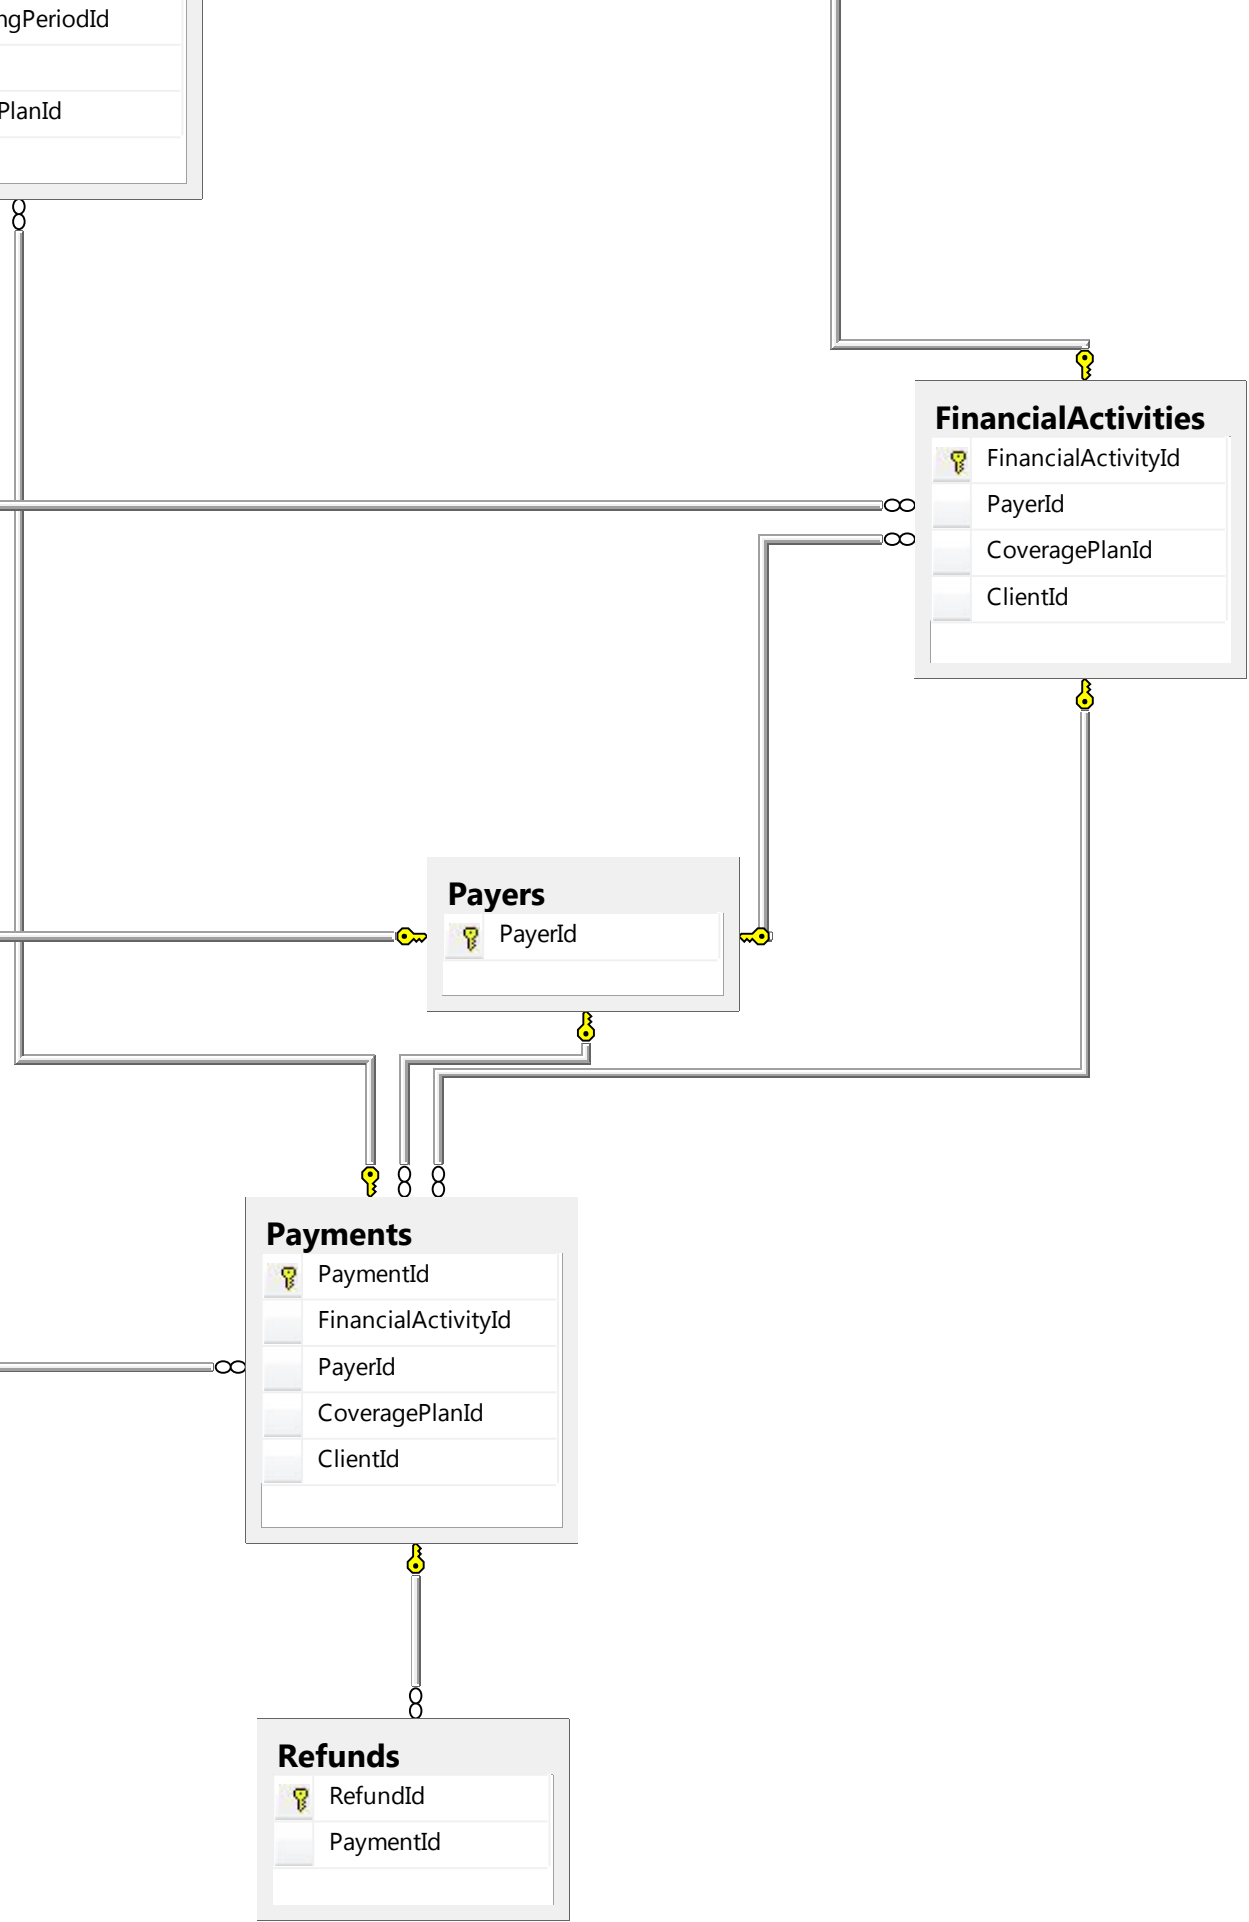 ngPeriodId
PlanId
FinancialActivities
FinancialActivityId
PayerId
CoveragePlanId
ClientId
Payers
PayerId
Payments
PaymentId
FinancialActivityId
PayerId
CoveragePlanId
ClientId
Refunds
RefundId
PaymentId